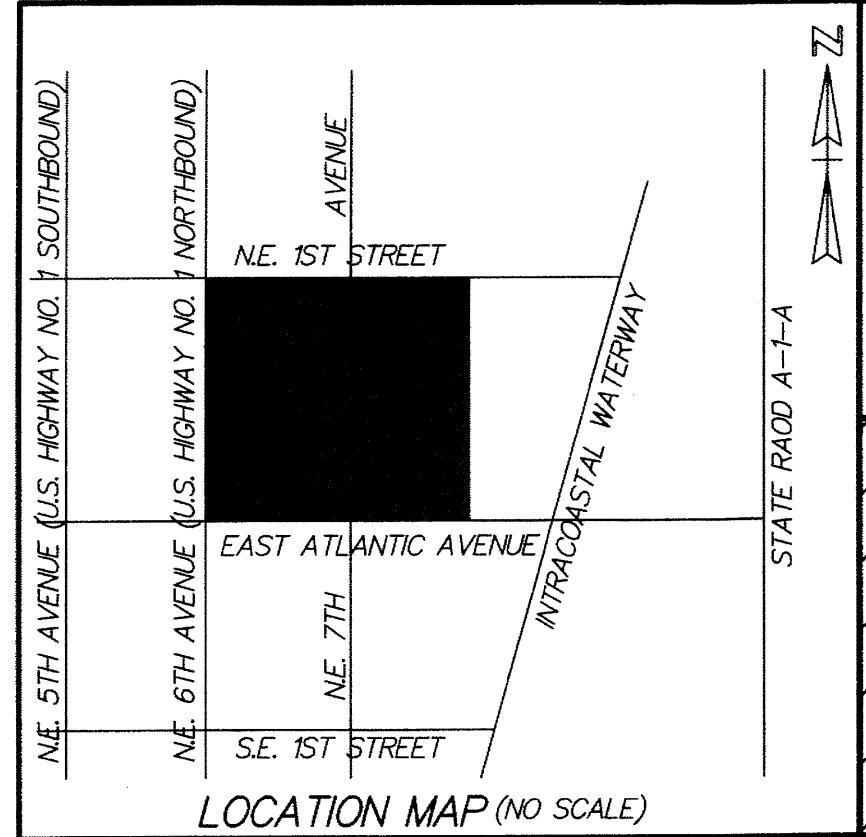 N
N.E. 5TH AVENUE (U.S. HIGHWAY NO. 1 SOUTHBOUND)
N.E. 6TH AVENUE (U.S. HIGHWAY NO. 1 NORTHBOUND)
N.E. 7TH AVENUE
N.E. 1ST STREET
EAST ATLANTIC AVENUE
INTRACOASTAL WATERWAY
STATE RAOD A-1-A
S.E. 1ST STREET
LOCATION MAP (NO SCALE)